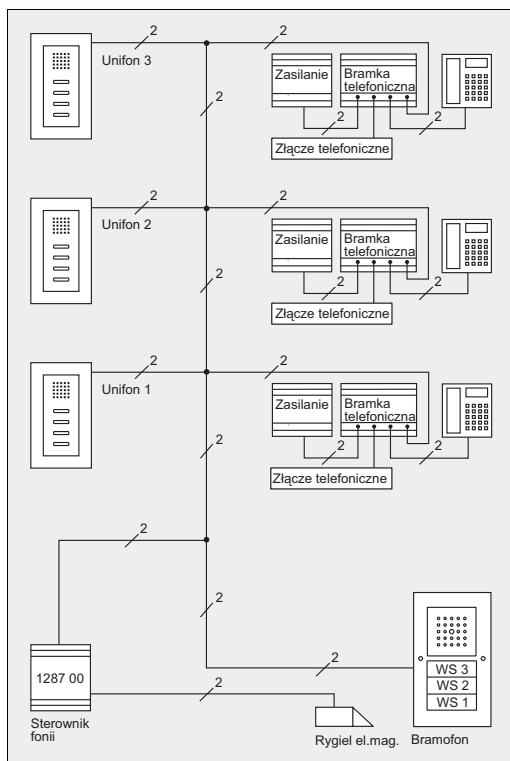 2
2
Unifon 3
Zasilanie
Bramka
telefoniczna
2
2
2
Złącze telefoniczne
2
2
Unifon 2
Zasilanie
Bramka
telefoniczna
2
2
2
Złącze telefoniczne
2
2
Unifon 1
Zasilanie
Bramka
telefoniczna
2
2
2
Złącze telefoniczne
2
2
2
1287 00
WS 3
WS 2
WS 1
2
Sterownik
fonii
Rygiel el.mag.
Bramofon